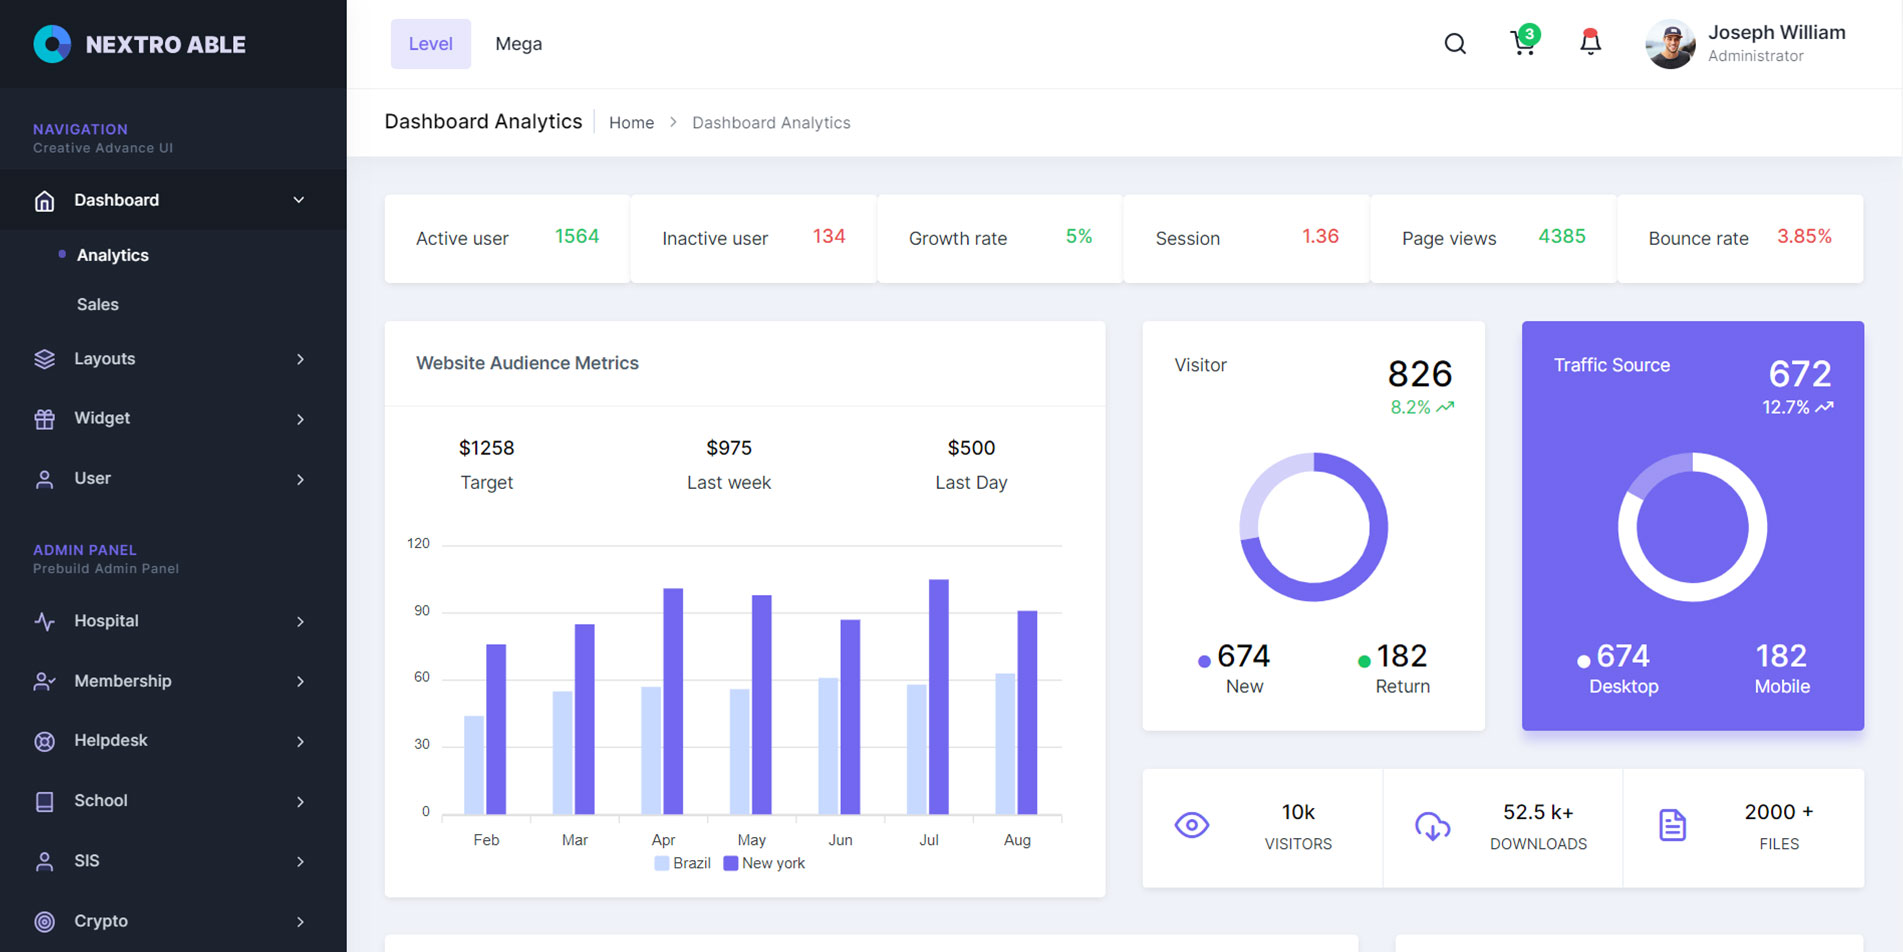 NEXTRO ABLE
Level
Mega
3
Joseph William
Administrator
NAVIGATION
Creative Advance UI
Dashboard
Analytics
Sales
Layouts
Widget
User
ADMIN PANEL
Prebuild Admin Panel
Hospital
Membership
Helpdesk
School
SIS
Crypto
Dashboard Analytics
Home > Dashboard Analytics
Active user 1564
Inactive user 134
Growth rate 5%
Session 1.36
Page views 4385
Bounce rate 3.85%
Website Audience Metrics
$1258
Target
$975
Last week
$500
Last Day
120
90
60
30
0
Feb Mar Apr May Jun Jul Aug
Brazil New york
Visitor
826
8.2%
674
New
182
Return
Traffic Source
672
12.7%
674
Desktop
182
Mobile
10k
VISITORS
52.5 k+
DOWNLOADS
2000 +
FILES